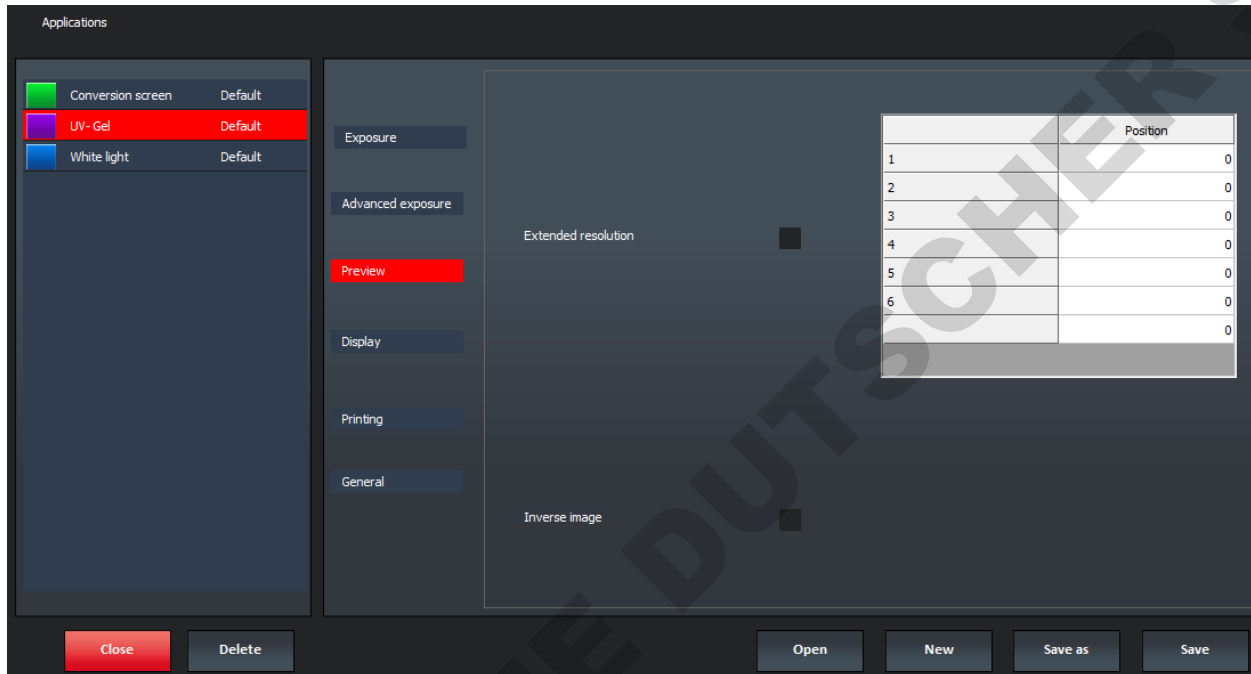 Applications
Conversion screen Default
UV- Gel Default
White light Default
Exposure
Advanced exposure
Preview
Display
Printing
General
Extended resolution
Inverse image
Position
1 0
2 0
3 0
4 0
5 0
6 0
0
Close Delete Open New Save as Save
E DUTSCHER